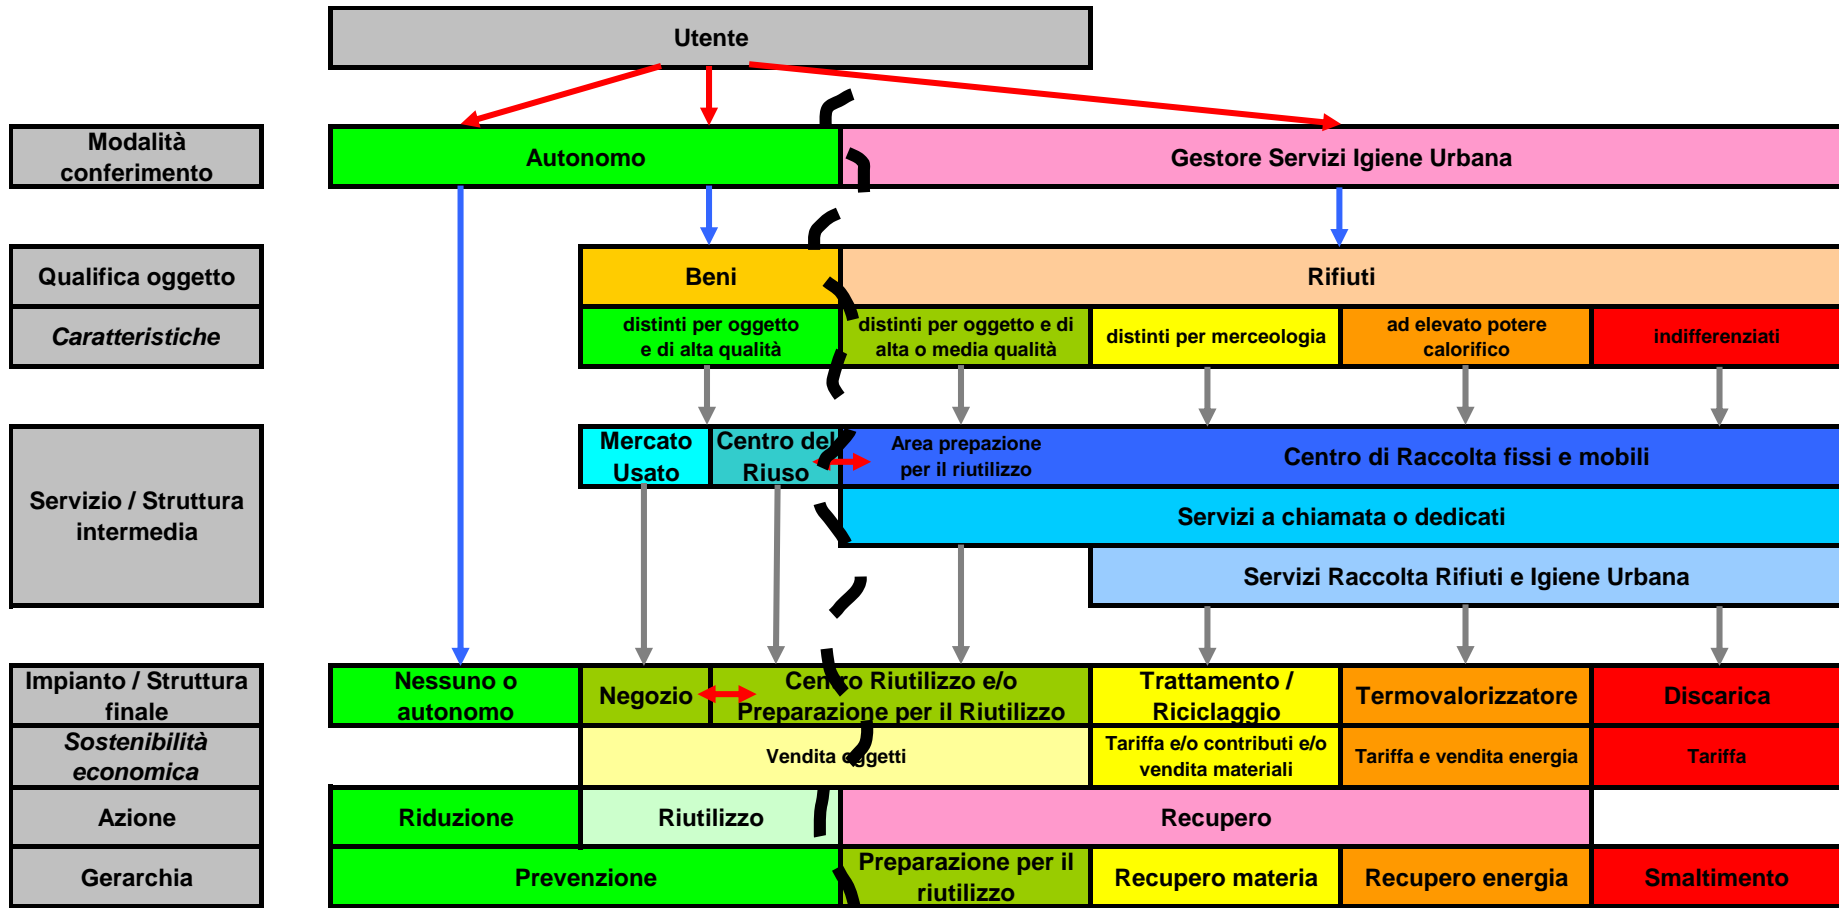 Utente
Modalità
conferimento
Autonomo
Gestore Servizi Igiene Urbana
Qualifica oggetto
Beni
Rifiuti
Caratteristiche
distinti per oggetto
e di alta qualità
distinti per oggetto e di
alta o media qualità
distinti per merceologia
ad elevato potere
calorifico
indifferenziati
Servizio / Struttura
intermedia
Mercato
Usato
Centro del
Riuso
Area prepazione
per il riutilizzo
Centro di Raccolta fissi e mobili
Servizi a chiamata o dedicati
Servizi Raccolta Rifiuti e Igiene Urbana
Impianto / Struttura
finale
Nessuno o
autonomo
Negozio
Centro Riutilizzo e/o
Preparazione per il Riutilizzo
Trattamento /
Riciclaggio
Termovalorizzatore
Discarica
Sostenibilità
economica
Vendita oggetti
Tariffa e/o contributi e/o
vendita materiali
Tariffa e vendita energia
Tariffa
Azione
Riduzione
Riutilizzo
Recupero
Gerarchia
Prevenzione
Preparazione per il
riutilizzo
Recupero materia
Recupero energia
Smaltimento